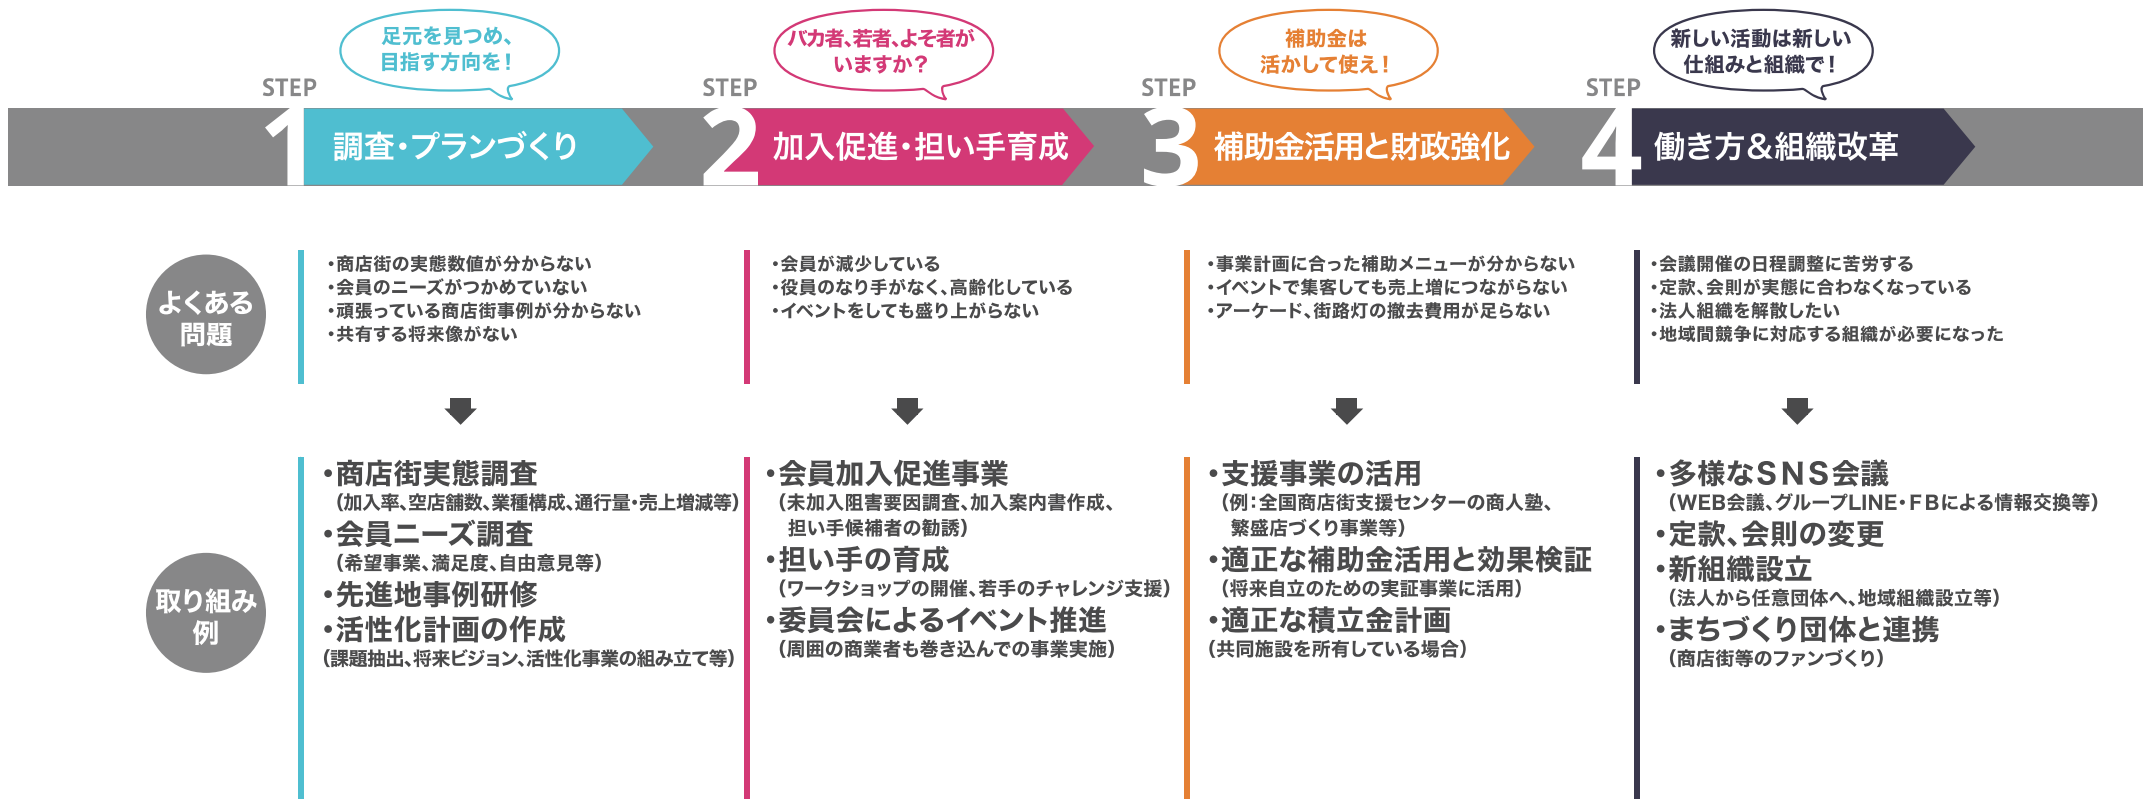 足元を見つめ、
目指す方向を！
STEP
1
調査・プランづくり
バカ者、若者、よそ者が
いますか？
STEP
2
加入促進・担い手育成
補助金は
活かして使え！
STEP
3
補助金活用と財政強化
新しい活動は新しい
仕組みと組織で！
STEP
4
働き方＆組織改革
よくある
問題
・商店街の実態数値が分からない
・会員のニーズがつかめていない
・頑張っている商店街事例が分からない
・共有する将来像がない
・会員が減少している
・役員のなり手がなく、高齢化している
・イベントをしても盛り上がらない
・事業計画に合った補助メニューが分からない
・イベントで集客しても売上増につながらない
・アーケード、街路灯の撤去費用が足らない
・会議開催の日程調整に苦労する
・定款、会則が実態に合わなくなっている
・法人組織を解散したい
・地域間競争に対応する組織が必要になった
取り組み
例
・商店街実態調査
（加入率、空店舗数、業種構成、通行量・売上増減等）
・会員ニーズ調査
（希望事業、満足度、自由意見等）
・先進地事例研修
・活性化計画の作成
（課題抽出、将来ビジョン、活性化事業の組み立て等）
・会員加入促進事業
（未加入阻害要因調査、加入案内書作成、
担い手候補者の勧誘）
・担い手の育成
（ワークショップの開催、若手のチャレンジ支援）
・委員会によるイベント推進
（周囲の商業者も巻き込んでの事業実施）
・支援事業の活用
（例：全国商店街支援センターの商人塾、
繁盛店づくり事業等）
・適正な補助金活用と効果検証
（将来自立のための実証事業に活用）
・適正な積立金計画
（共同施設を所有している場合）
・多様なＳＮＳ会議
（WEB会議、グループLINE・ＦＢによる情報交換等）
・定款、会則の変更
・新組織設立
（法人から任意団体へ、地域組織設立等）
・まちづくり団体と連携
（商店街等のファンづくり）